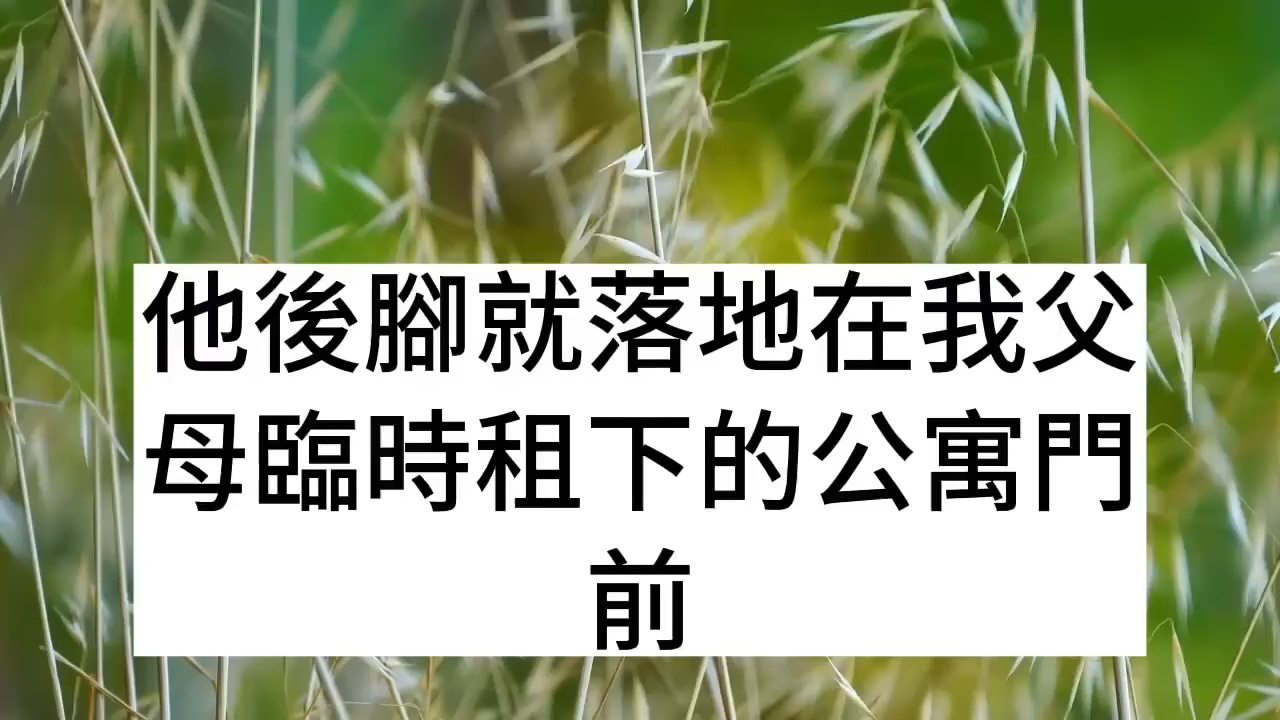 他後腳就落地在我父
母臨時租下的公寓門
前